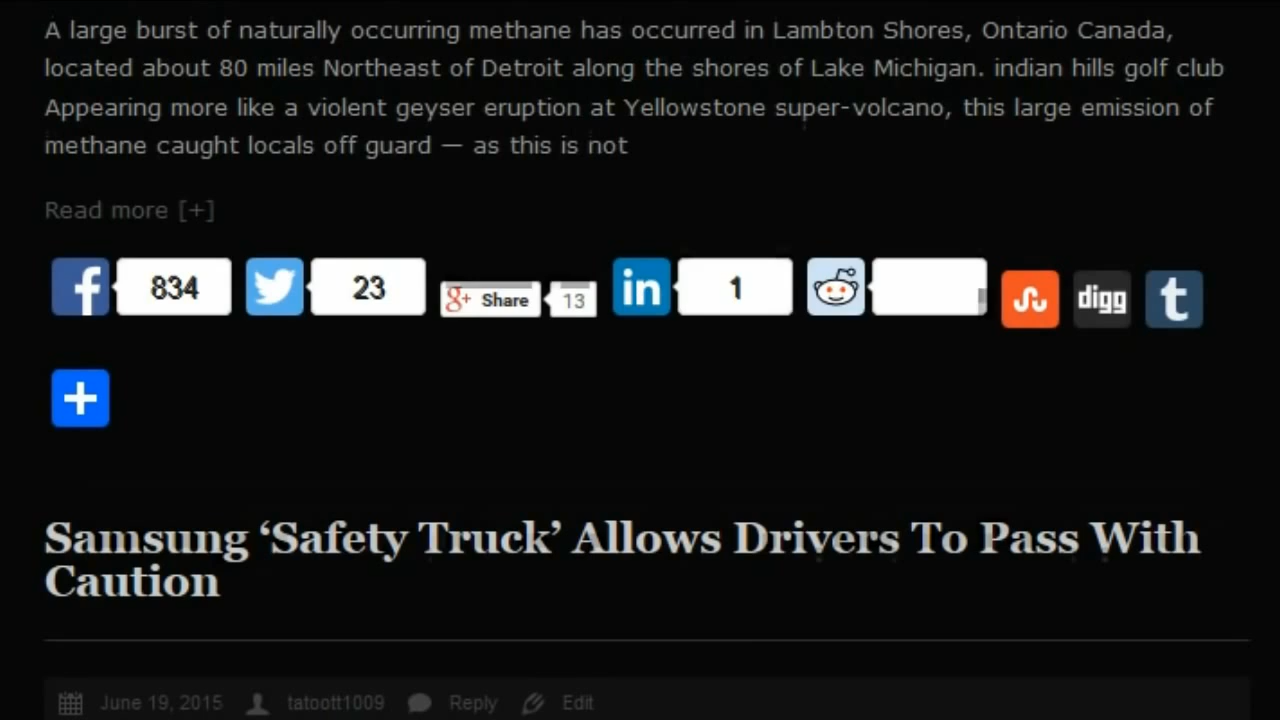 A large burst of naturally occurring methane has occurred in Lambton Shores, Ontario Canada,
located about 80 miles Northeast of Detroit along the shores of Lake Michigan. indian hills golf club
Appearing more like a violent geyser eruption at Yellowstone super-volcano, this large emission of
methane caught locals off guard — as this is not
Read more [+]
f 834 23 g+ Share 13 in 1 digg t
Samsung ‘Safety Truck’ Allows Drivers To Pass With
Caution
June 19, 2015 tatoott1009 Reply Edit